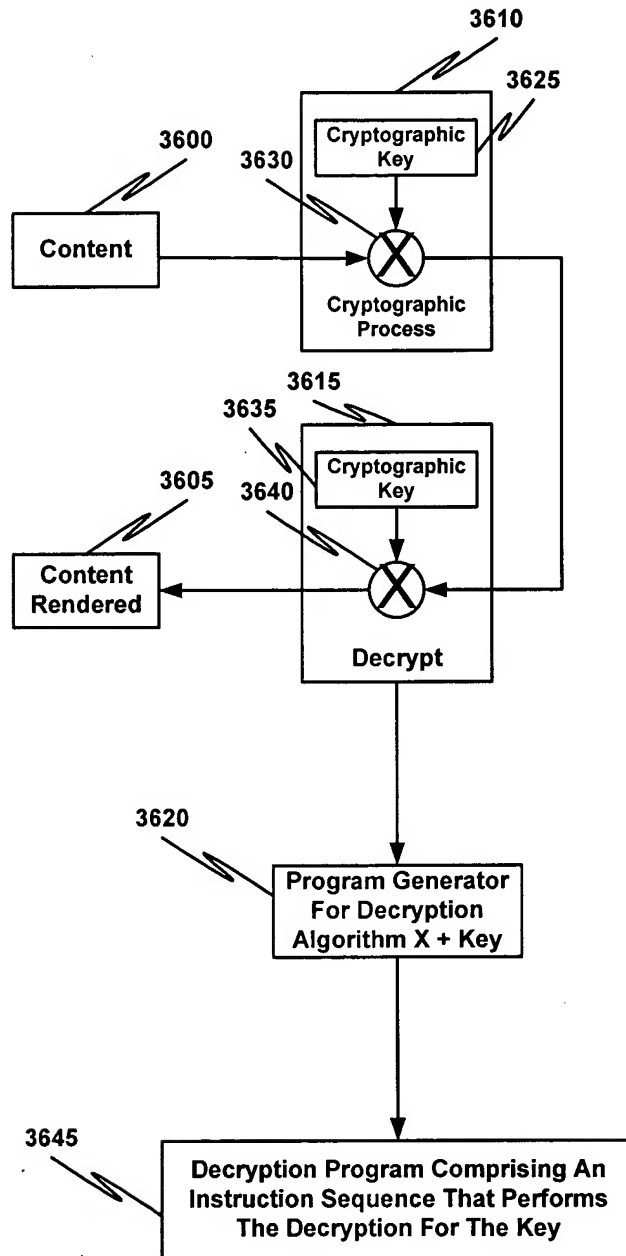 3610
3625
Cryptographic
Key
3600
3630
Content
X
Cryptographic
Process
3615
3635
Cryptographic
Key
3605
3640
Content
Rendered
X
Decrypt
3620
Program Generator
For Decryption
Algorithm X + Key
3645
Decryption Program Comprising An
Instruction Sequence That Performs
The Decryption For The Key